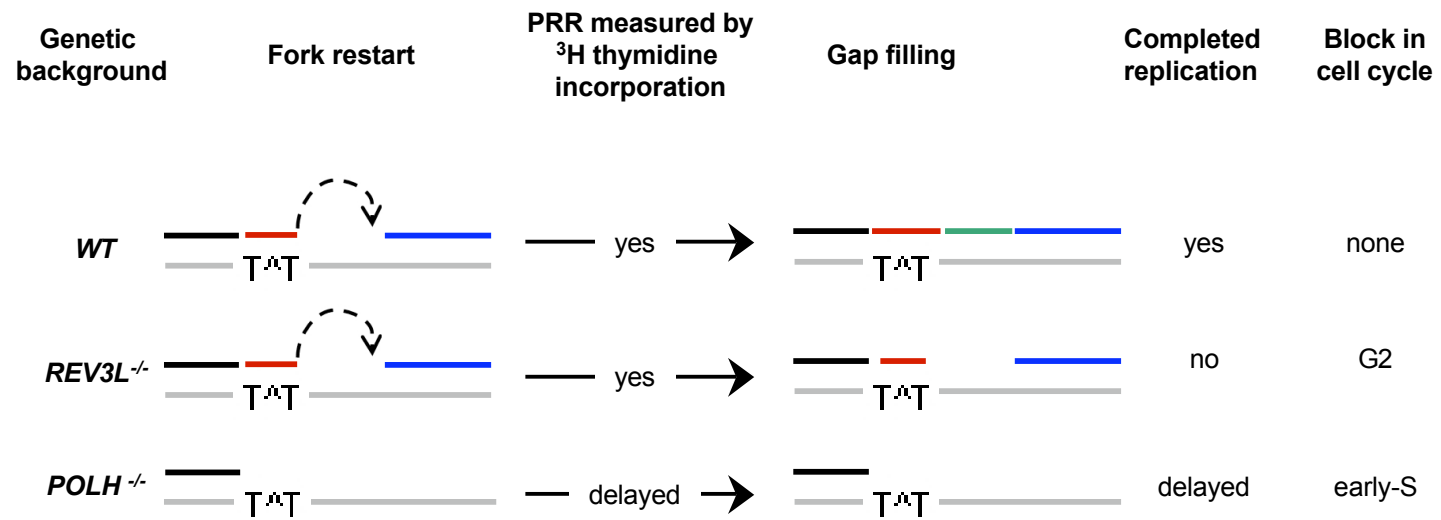 Genetic background
Fork restart
PRR measured by ³H thymidine incorporation
Gap filling
Completed replication
Block in cell cycle
WT
T^T
yes
T^T
yes
none
REV3L-/-
T^T
yes
T^T
no
G2
POLH -/-
T^T
delayed
T^T
delayed
early-S